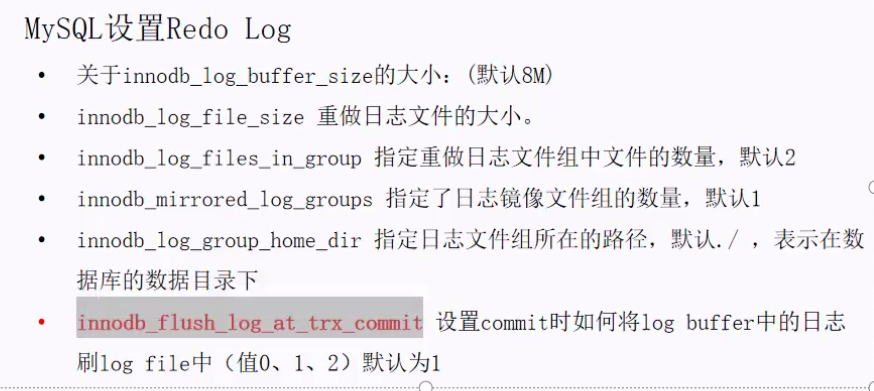 MySQL设置Redo Log
• 关于innodb_log_buffer_size的大小：(默认8M)
• innodb_log_file_size 重做日志文件的大小。
• innodb_log_files_in_group 指定重做日志文件组中文件的数量，默认2
• innodb_mirrored_log_groups 指定了日志镜像文件组的数量，默认1
• innodb_log_group_home_dir 指定日志文件组所在的路径，默认./ ，表示在数
据库的数据目录下
• innodb_flush_log_at_trx_commit 设置commit时如何将log buffer中的日志
刷log file中（值0、1、2）默认为1